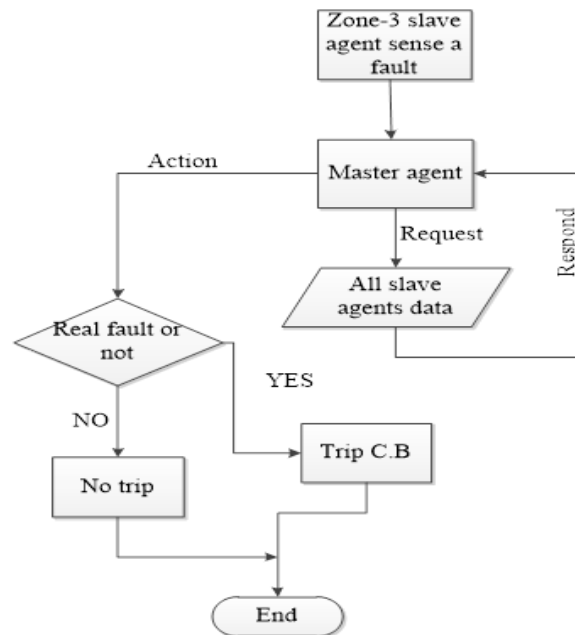 Zone-3 slave
agent sense a
fault
Action
Master agent
Request
Respond
All slave
agents data
Real fault or
not
YES
NO
Trip C.B
No trip
End